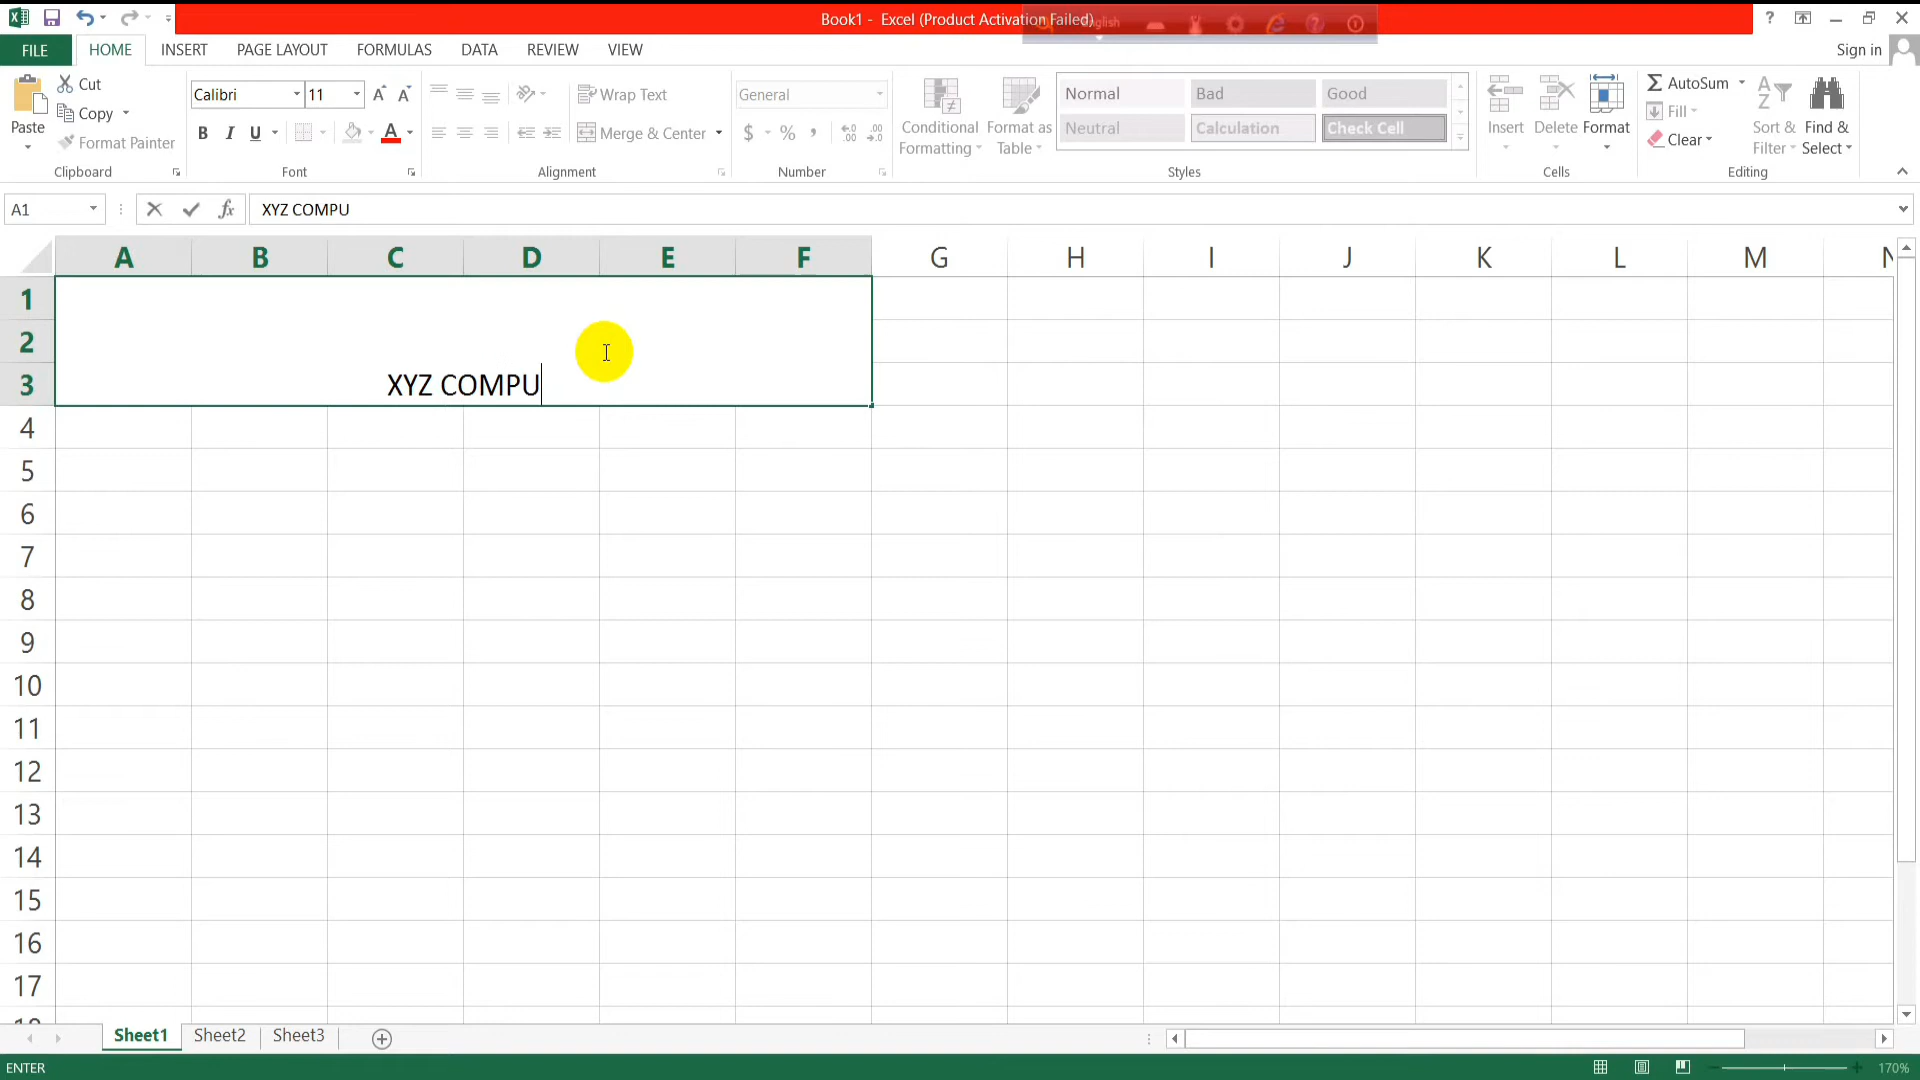 Book1 - Excel (Product Activation Failed)
English
?
FILE HOME INSERT PAGE LAYOUT FORMULAS DATA REVIEW VIEW
Sign in
Paste
Cut
Copy
Format Painter
Clipboard
Calibri 11
B I U
Font
Wrap Text
Merge & Center
Alignment
General
$ % ,
Number
Conditional Formatting
Format as Table
Normal Bad Good
Neutral Calculation Check Cell
Styles
Insert Delete Format
Cells
AutoSum
Fill
Clear
Sort & Filter
Find & Select
Editing
A1 fx XYZ COMPU
A B C D E F G H I J K L M N
1
2
3 XYZ COMPU
4
5
6
7
8
9
10
11
12
13
14
15
16
17
18
Sheet1 Sheet2 Sheet3
ENTER 170%